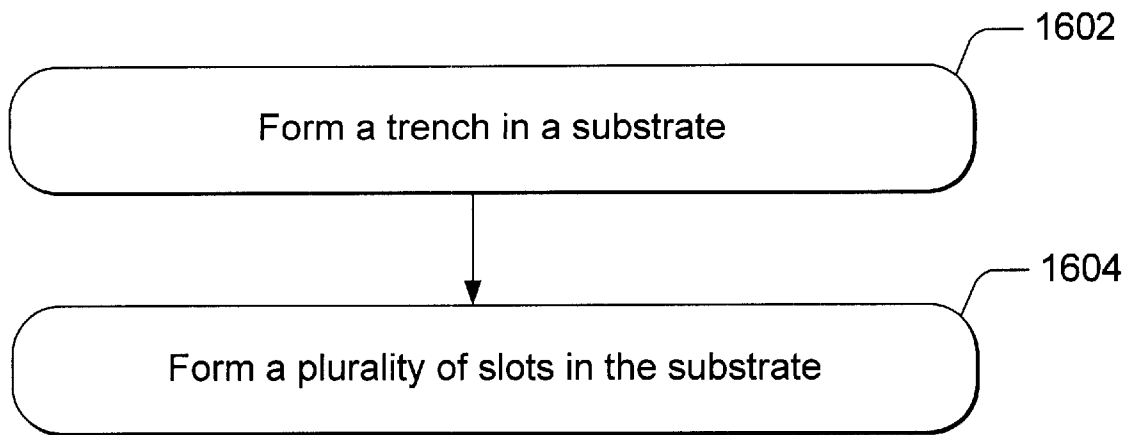 1602
Form a trench in a substrate
1604
Form a plurality of slots in the substrate